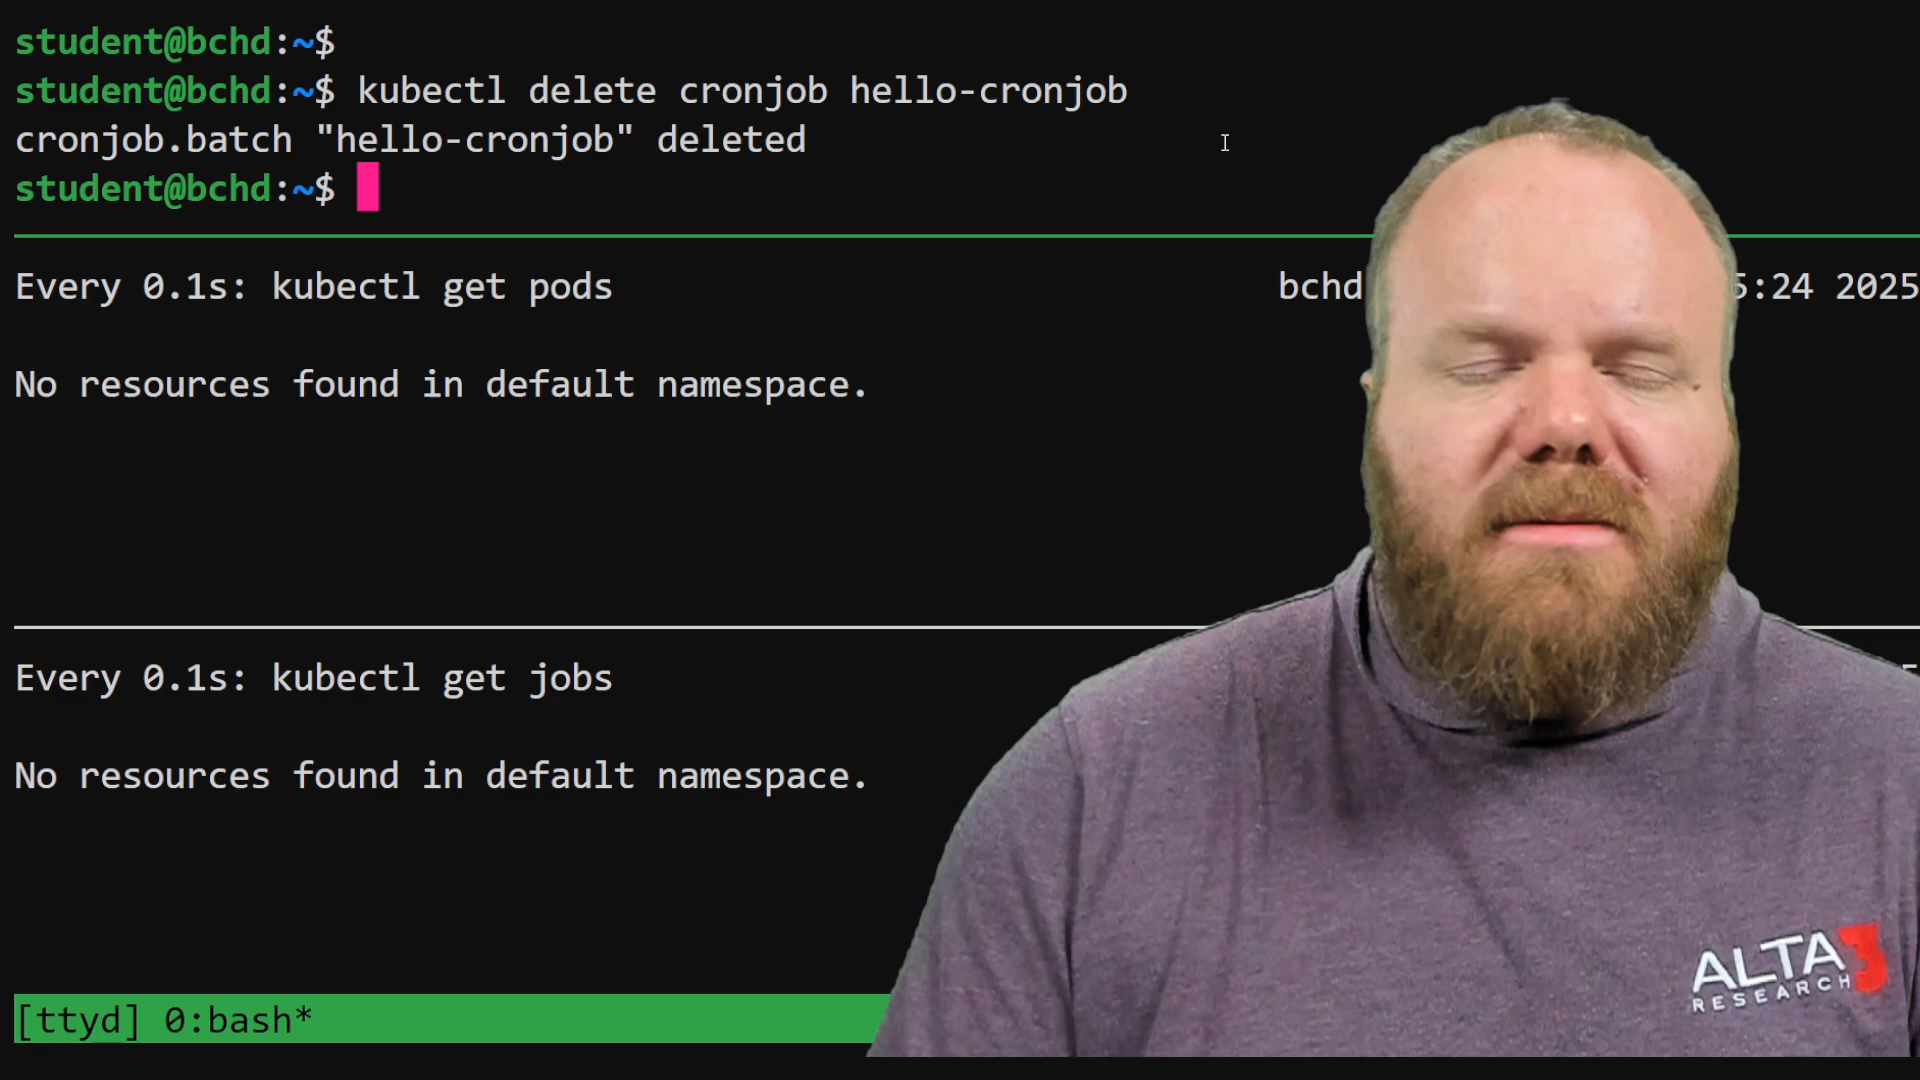 student@bchd:~$
student@bchd:~$ kubectl delete cronjob hello-cronjob
cronjob.batch "hello-cronjob" deleted
student@bchd:~$
Every 0.1s: kubectl get pods bchd 5:24 2025
No resources found in default namespace.
Every 0.1s: kubectl get jobs
No resources found in default namespace.
[ttyd] 0:bash*
ALTA3
RESEARCH